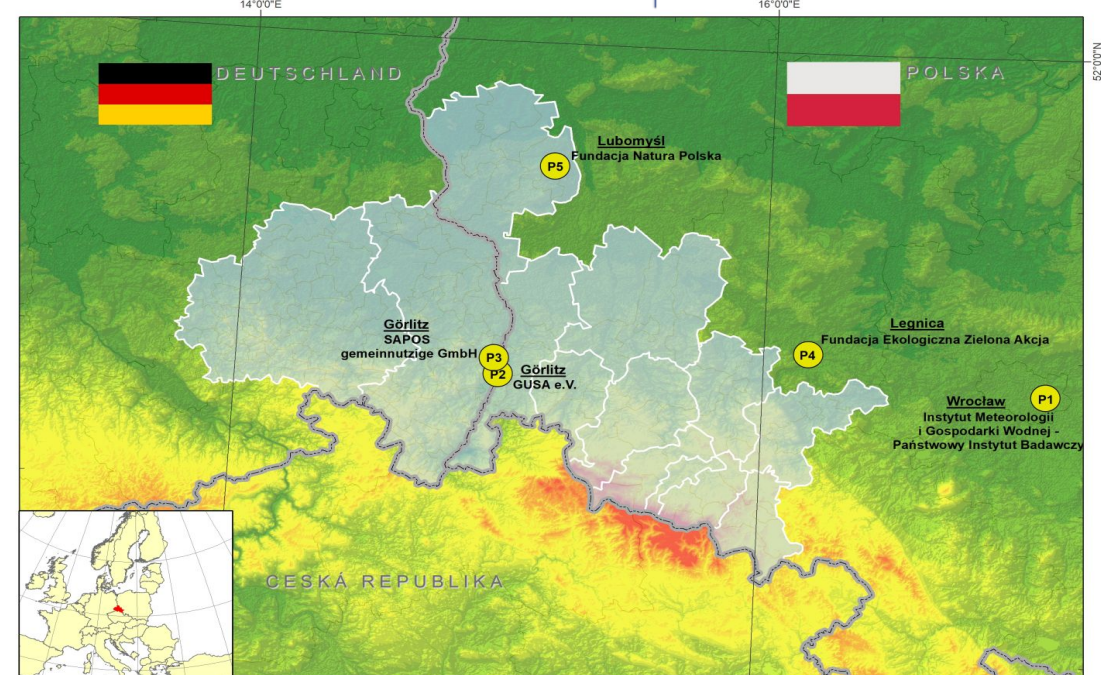 14°0'0"E
16°0'0"E
52°0'0"N
DEUTSCHLAND
POLSKA
Lubomyśl
Fundacja Natura Polska
P5
Görlitz
SAPOS
gemeinnutzige GmbH
P3
P2
Görlitz
GUSA e.V.
Legnica
Fundacja Ekologiczna Zielona Akcja
P4
Wrocław
Instytut Meteorologii
i Gospodarki Wodnej -
Państwowy Instytut Badawczy
P1
ČESKÁ REPUBLIKA